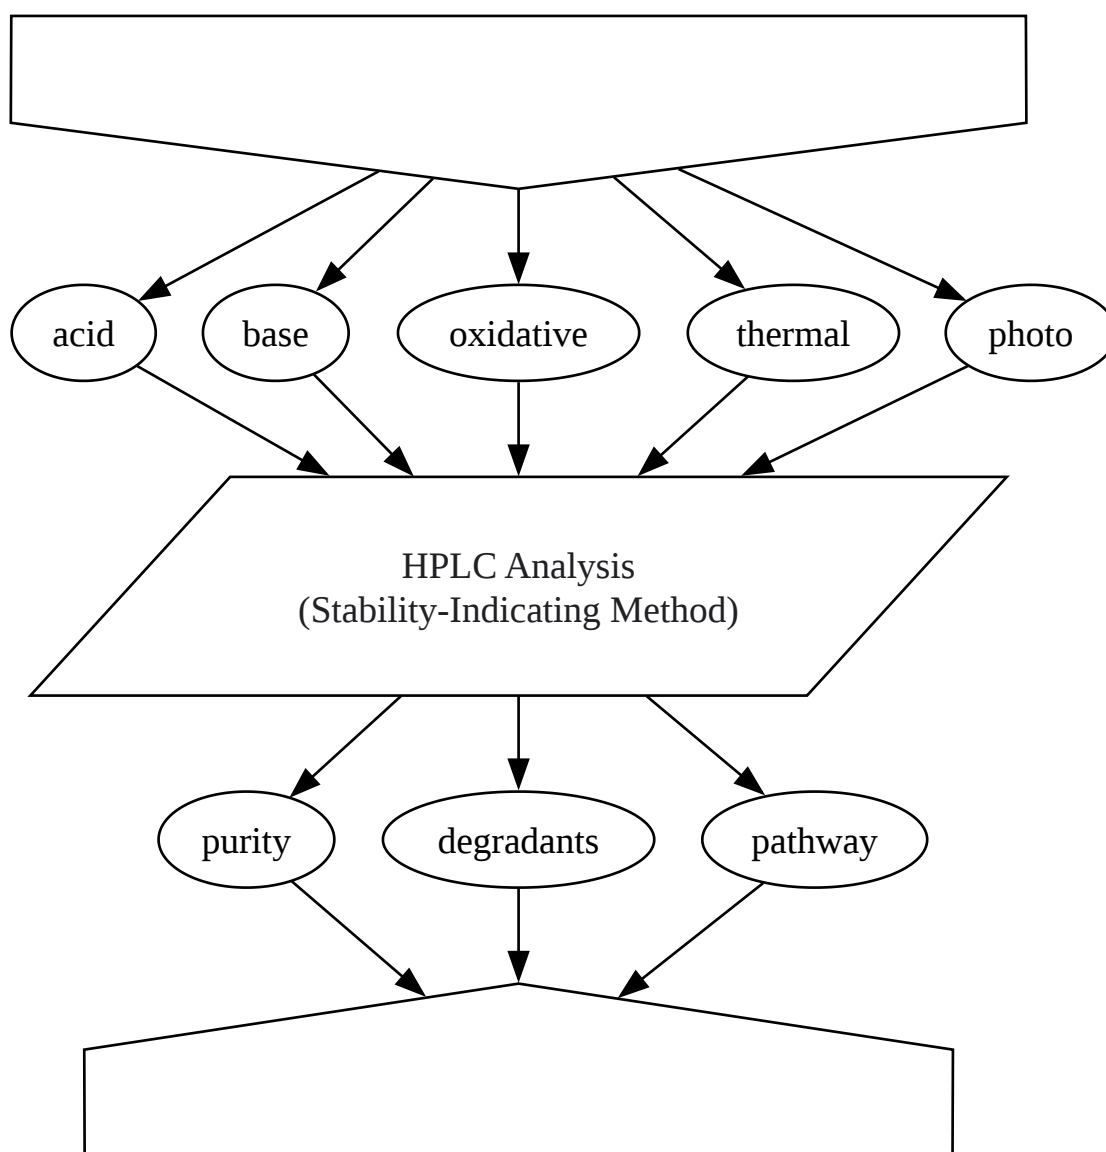 acid
base
oxidative
thermal
photo
HPLC Analysis
(Stability-Indicating Method)
purity
degradants
pathway